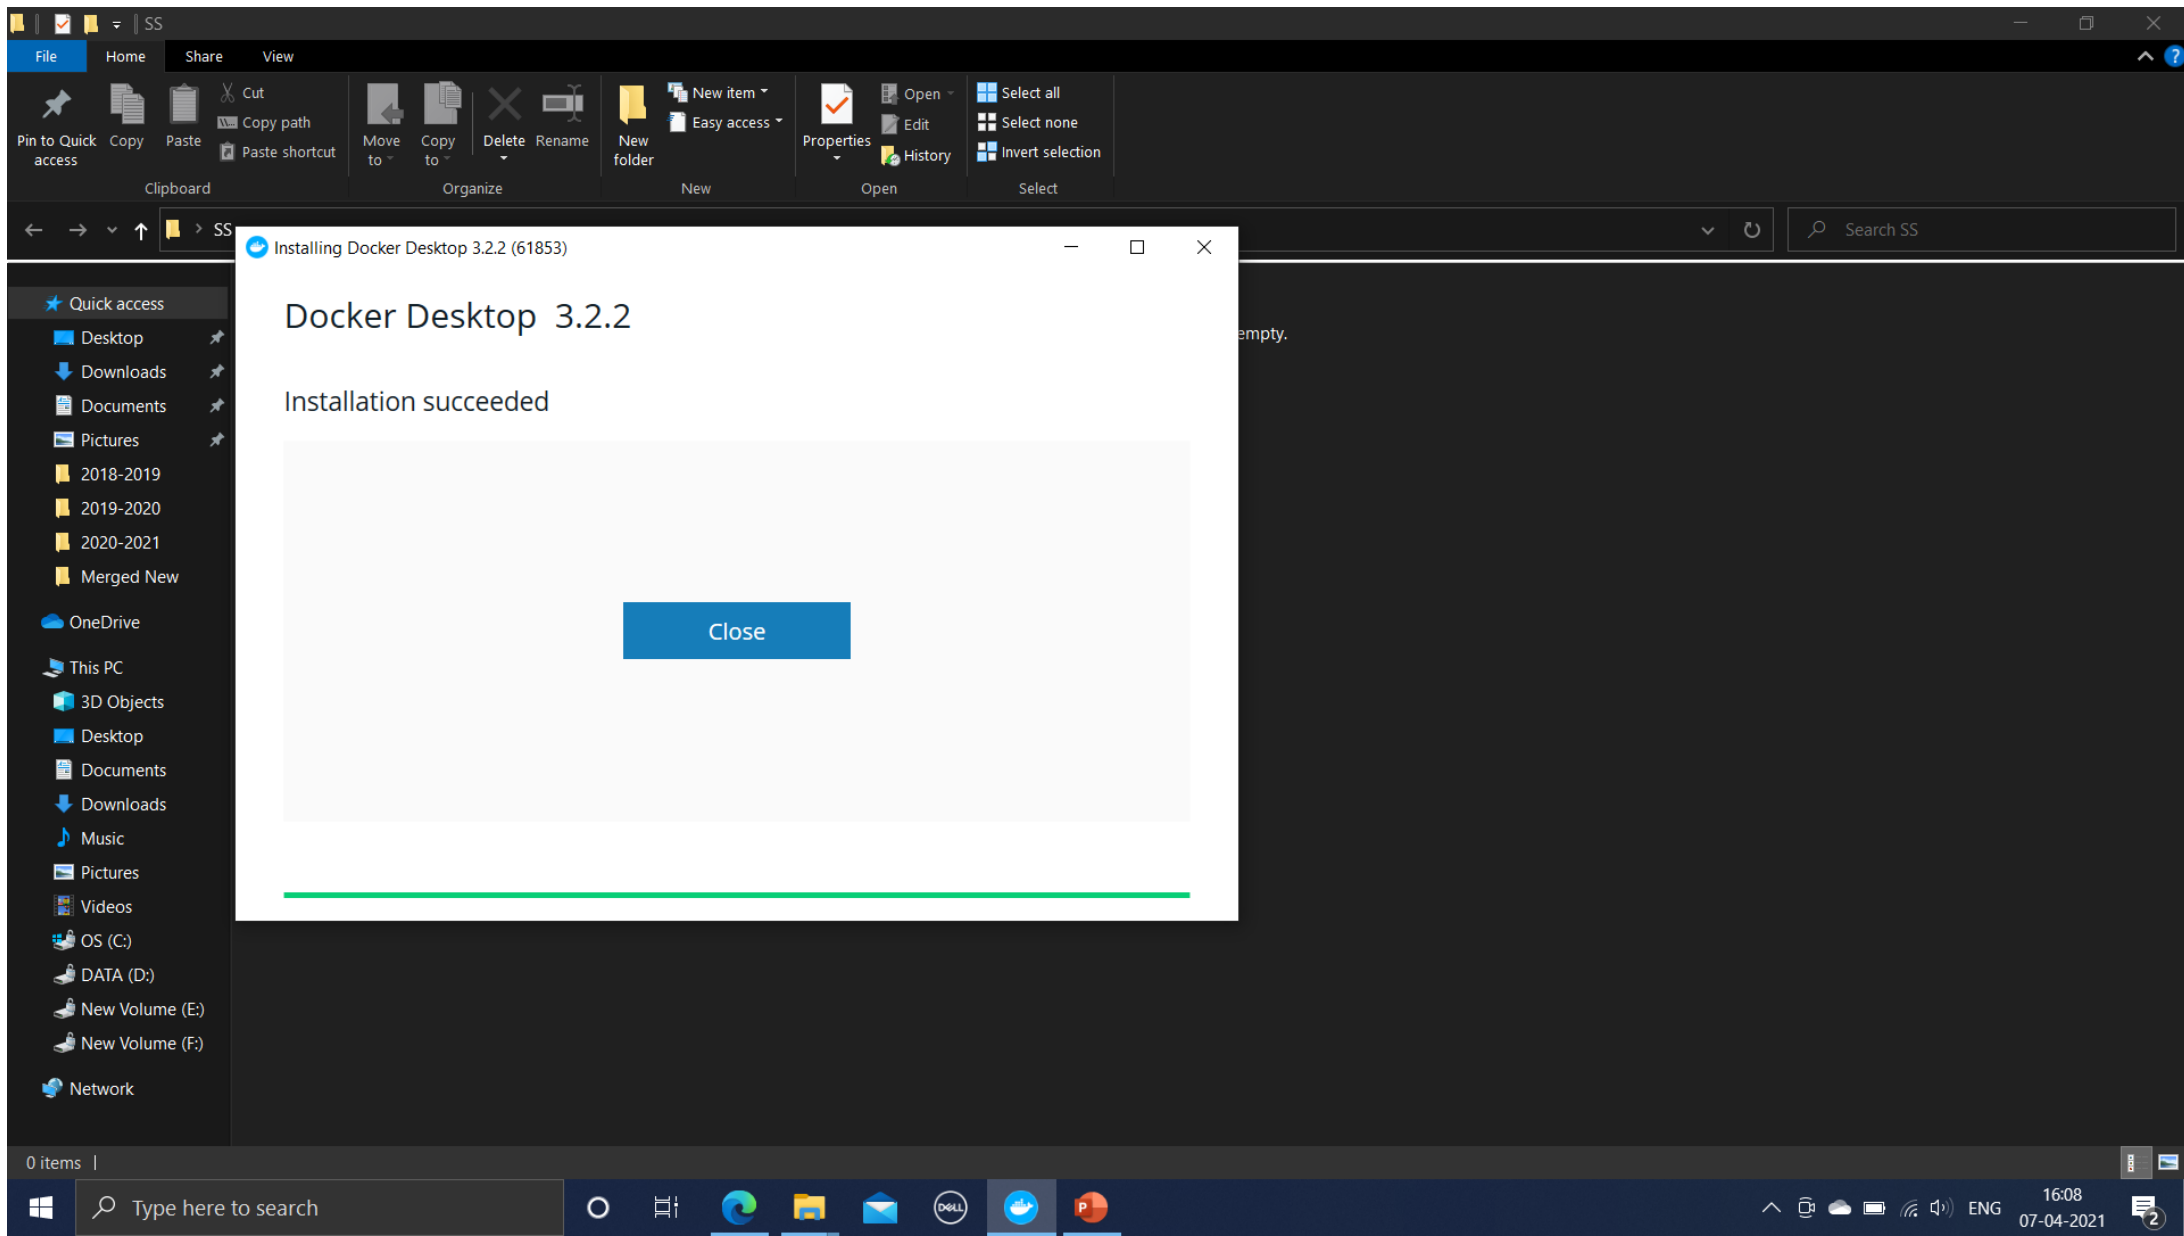 SS
File Home Share View
Pin to Quick access
Copy
Paste
Cut
Copy path
Paste shortcut
Clipboard
Move to
Copy to
Delete
Rename
Organize
New folder
New item
Easy access
New
Properties
Open
Edit
History
Open
Select all
Select none
Invert selection
Select
SS
Search SS
Quick access
Desktop
Downloads
Documents
Pictures
2018-2019
2019-2020
2020-2021
Merged New
OneDrive
This PC
3D Objects
Desktop
Documents
Downloads
Music
Pictures
Videos
OS (C:)
DATA (D:)
New Volume (E:)
New Volume (F:)
Network
empty.
Installing Docker Desktop 3.2.2 (61853)
Docker Desktop 3.2.2
Installation succeeded
Close
0 items
Type here to search
DELL
P
ENG
16:08
07-04-2021
2